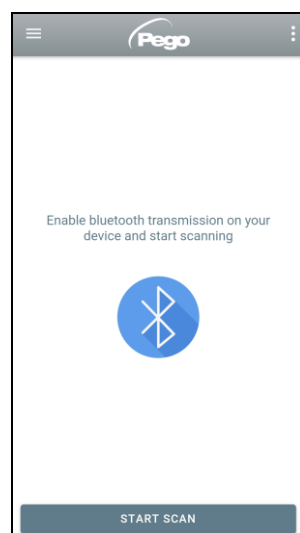 Pego
Enable bluetooth transmission on your
device and start scanning
START SCAN